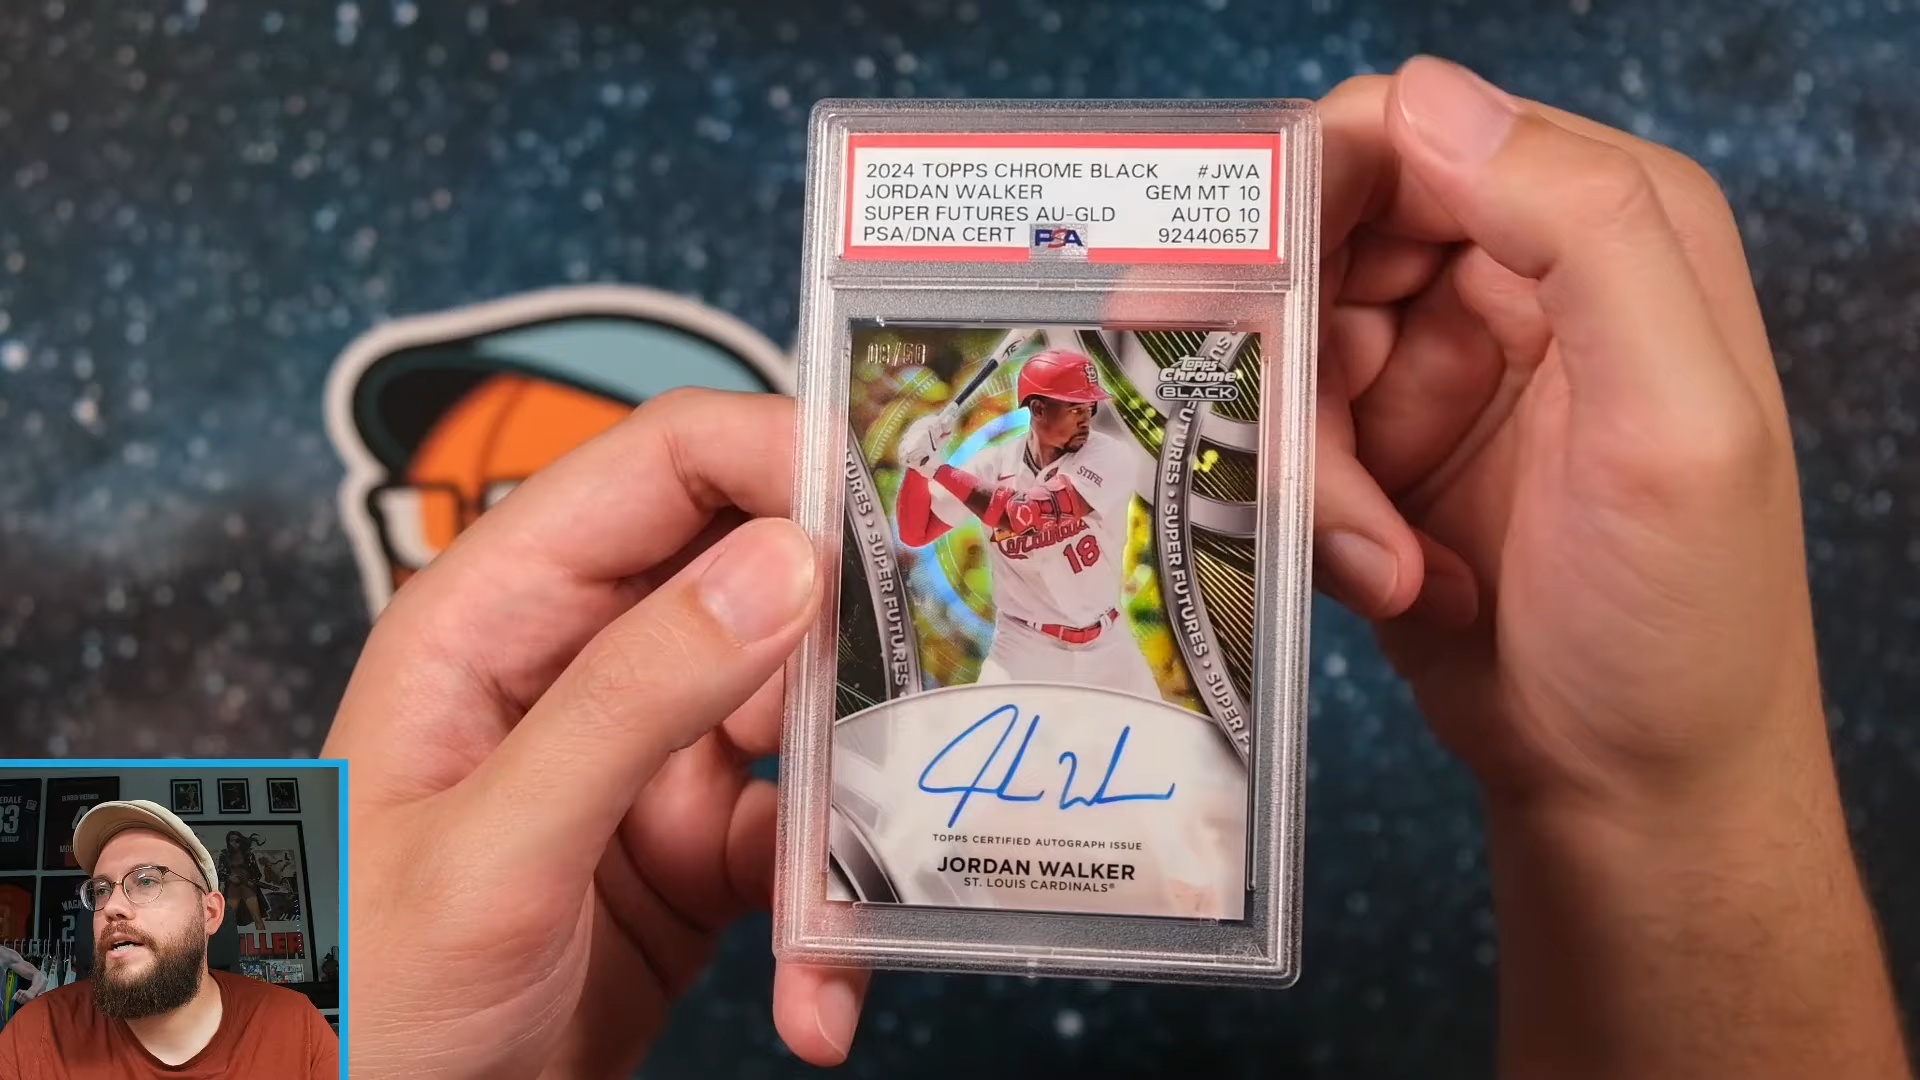 2024 TOPPS CHROME BLACK #JWA
JORDAN WALKER GEM MT 10
SUPER FUTURES AU-GLD AUTO 10
PSA/DNA CERT PSA 92440657
TOPPS
Chrome
BLACK
FUTURES • SUPER FUTURES • SUPER F
SUPER FUTURES
STIFEL
Cardinals
18
TOPPS CERTIFIED AUTOGRAPH ISSUE
JORDAN WALKER
ST. LOUIS CARDINALS®